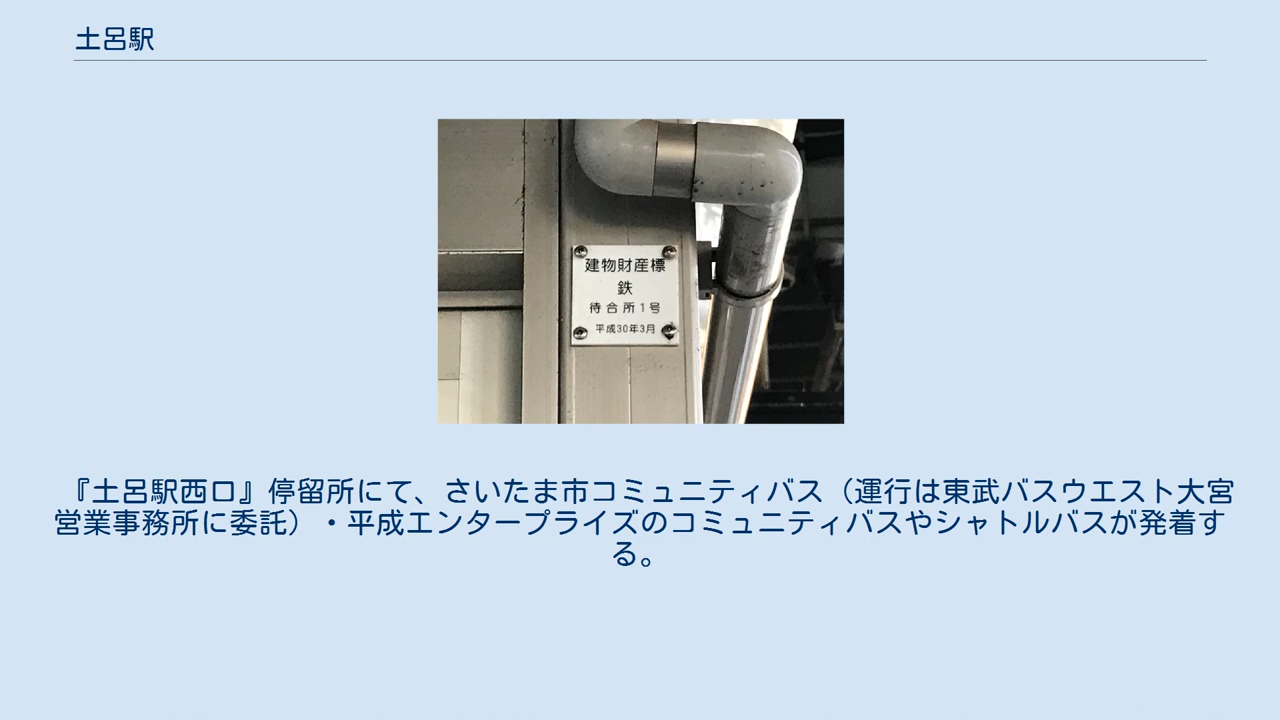 土呂駅
建物財産標
鉄
待合所1号
平成30年3月
『土呂駅西口』停留所にて、さいたま市コミュニティバス（運行は東武バスウエスト大宮
営業事務所に委託）・平成エンタープライズのコミュニティバスやシャトルバスが発着す
る。